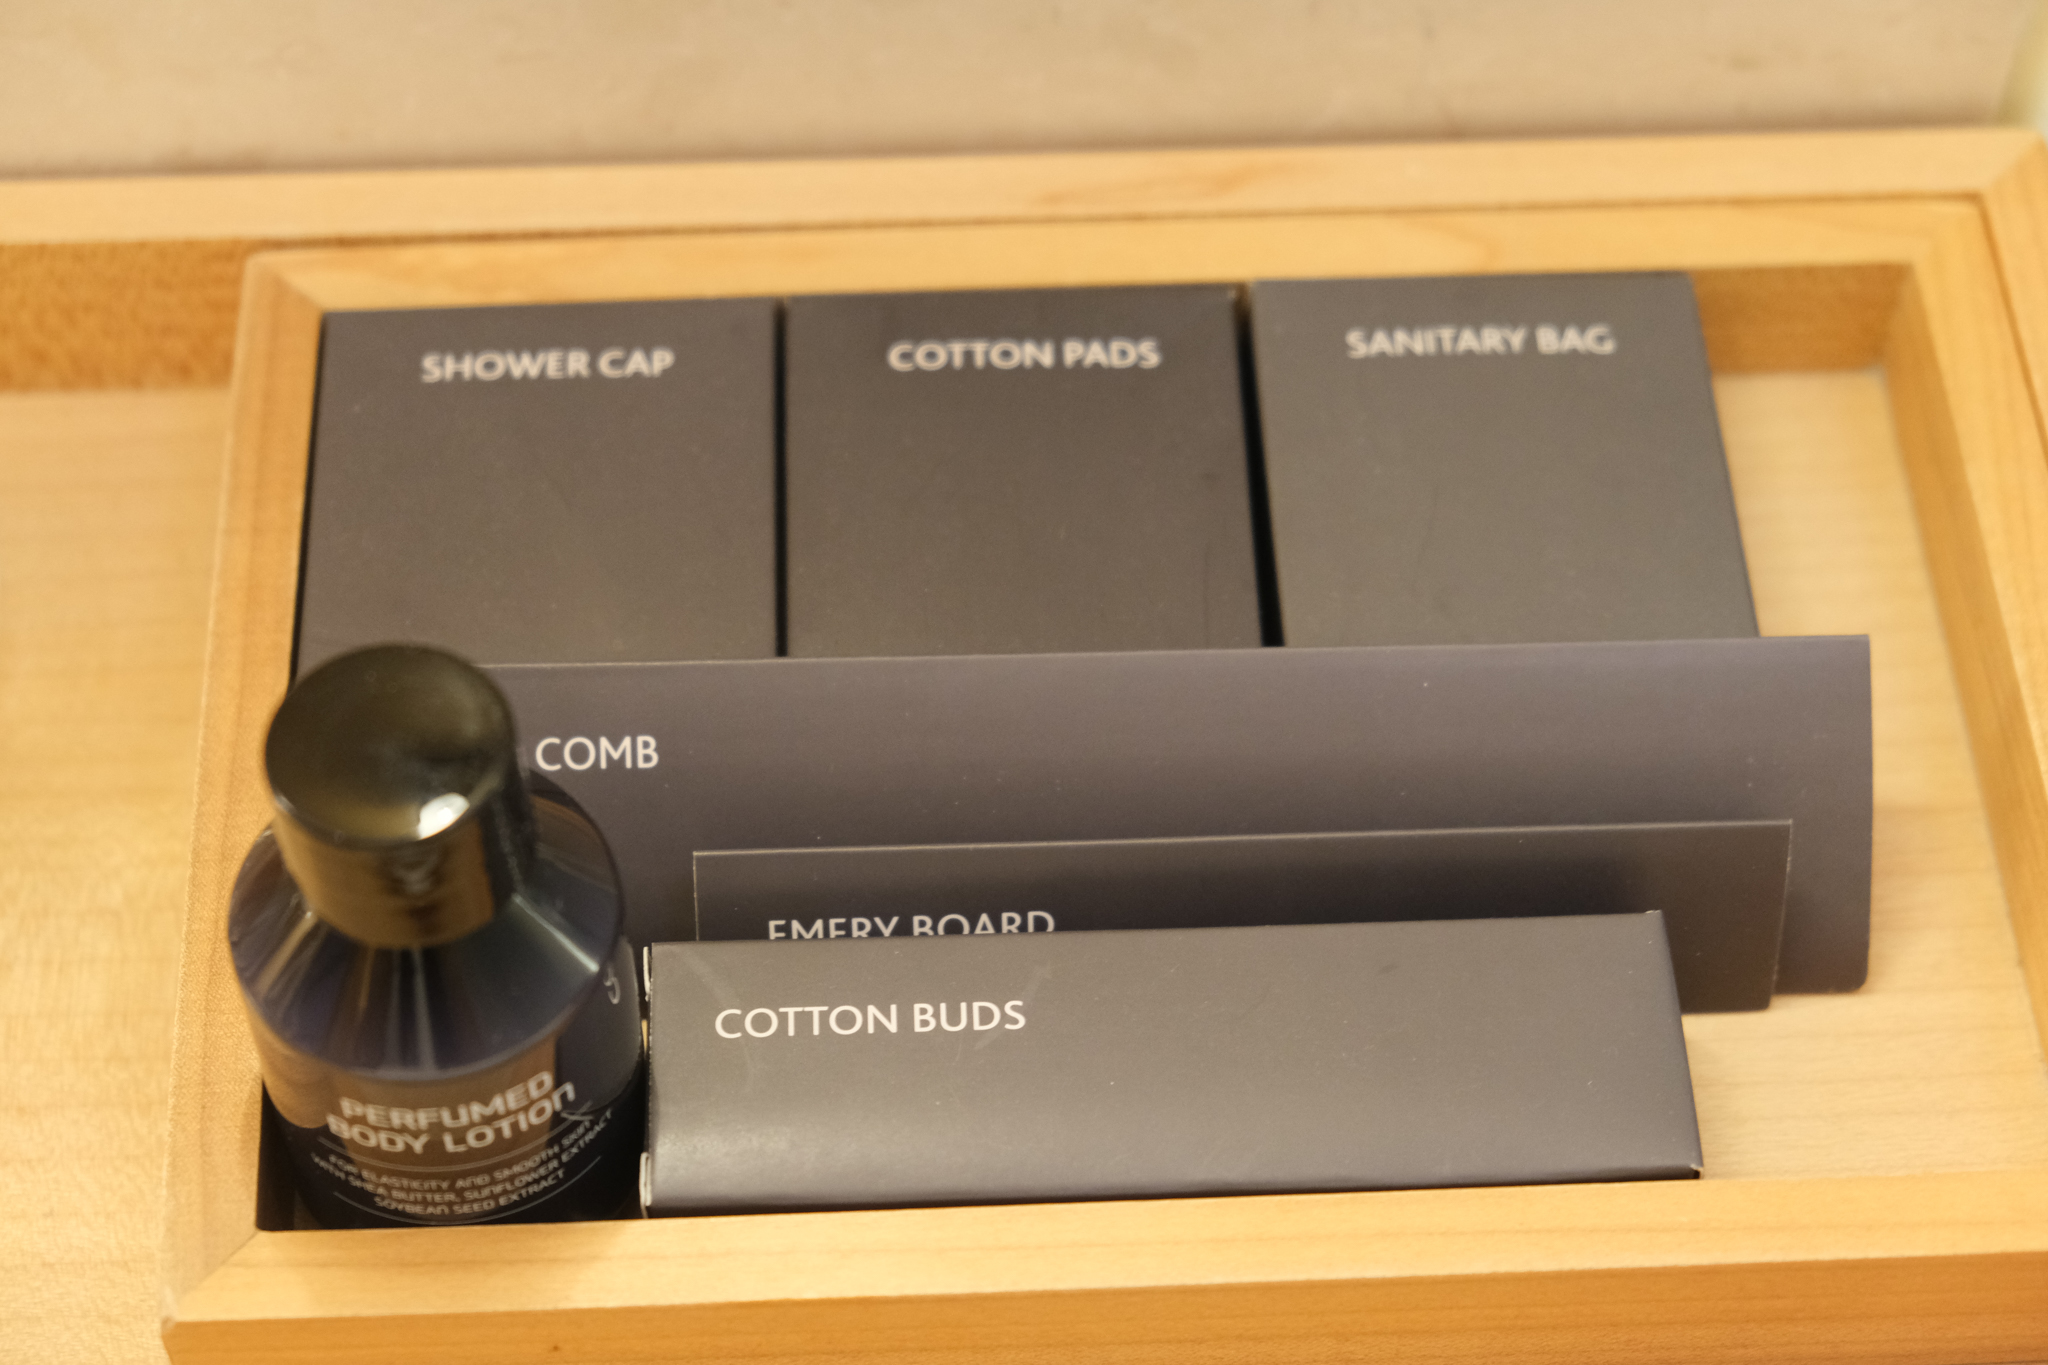 SHOWER CAP
COTTON PADS
SANITARY BAG
COMB
EMERY BOARD
COTTON BUDS
PERFUMED
BODY LOTION
FOR ELASTICITY AND SMOOTH SKIN
WITH SHEA BUTTER, SUNFLOWER EXTRACT
SOYBEAN SEED EXTRACT